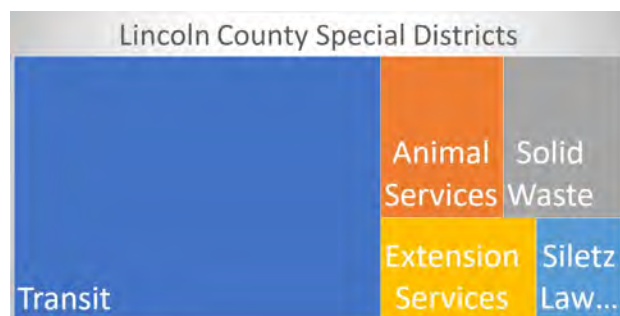 Lincoln County Special Districts
Animal
Services
Solid
Waste
Transit
Extension
Services
Siletz
Law...